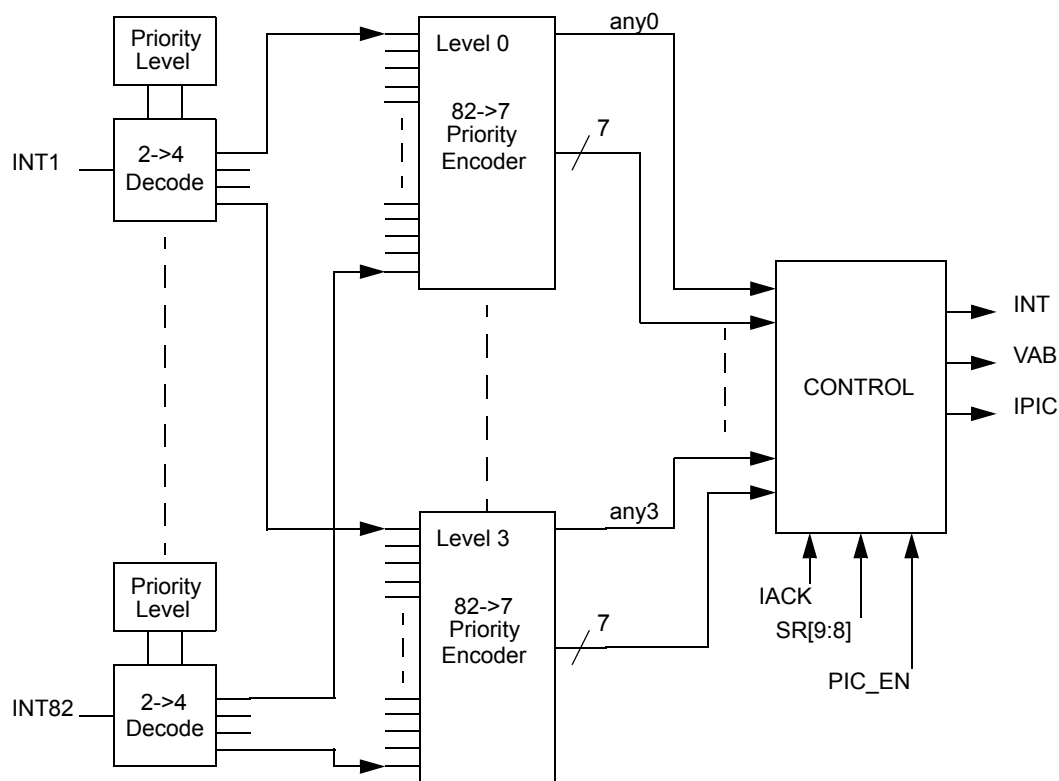 Priority
Level
2->4
Decode
INT1
Level 0
82->7
Priority
Encoder
any0
7
CONTROL
INT
VAB
IPIC
IACK
SR[9:8]
PIC_EN
Priority
Level
2->4
Decode
INT82
Level 3
82->7
Priority
Encoder
any3
7